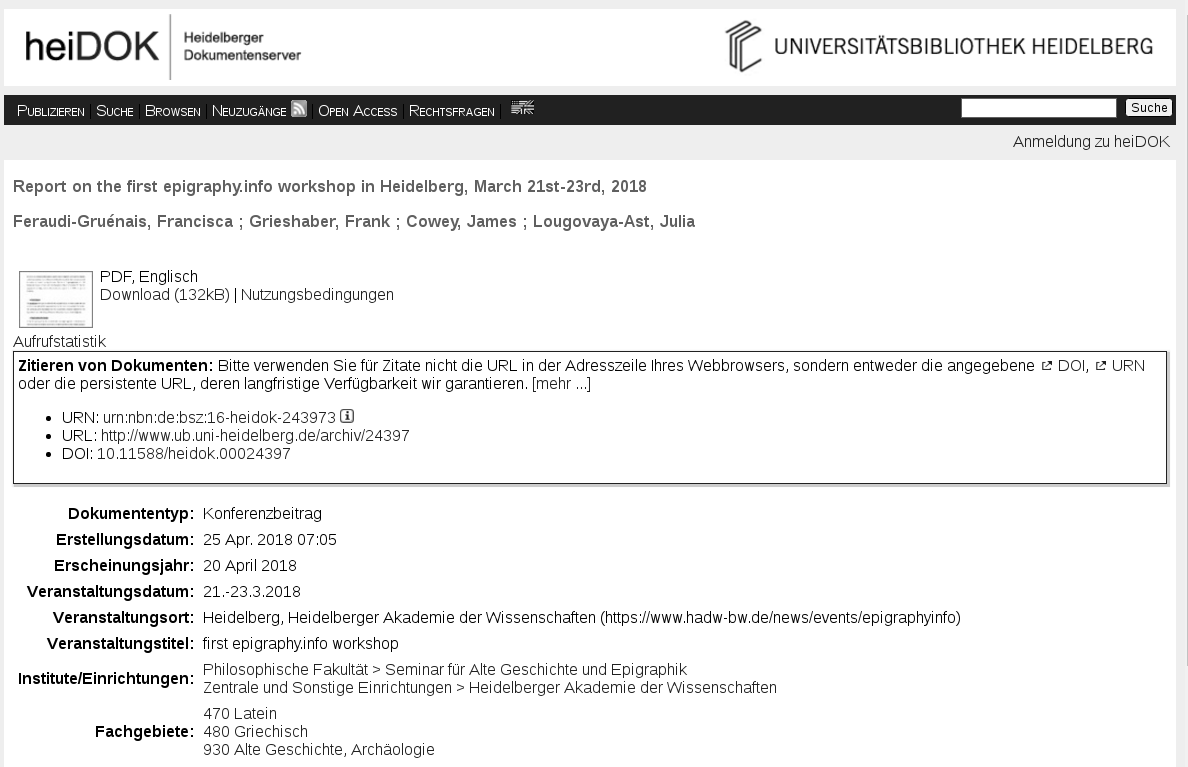 heiDOK
Heidelberger
Dokumentenserver
UNIVERSITÄTSBIBLIOTHEK HEIDELBERG
Publizieren | Suche | Browsen | Neuzugänge | Open Access | Rechtsfragen |
Suche
Anmeldung zu heiDOK
Report on the first epigraphy.info workshop in Heidelberg, March 21st-23rd, 2018
Feraudi-Gruénais, Francisca ; Grieshaber, Frank ; Cowey, James ; Lougovaya-Ast, Julia
PDF, Englisch
Download (132kB) | Nutzungsbedingungen
Aufrufstatistik
Zitieren von Dokumenten: Bitte verwenden Sie für Zitate nicht die URL in der Adresszeile Ihres Webbrowsers, sondern entweder die angegebene DOI, URN
oder die persistente URL, deren langfristige Verfügbarkeit wir garantieren. [mehr ...]
• URN: urn:nbn:de:bsz:16-heidok-243973
• URL: http://www.ub.uni-heidelberg.de/archiv/24397
• DOI: 10.11588/heidok.00024397
Dokumententyp: Konferenzbeitrag
Erstellungsdatum: 25 Apr. 2018 07:05
Erscheinungsjahr: 20 April 2018
Veranstaltungsdatum: 21.-23.3.2018
Veranstaltungsort: Heidelberg, Heidelberger Akademie der Wissenschaften (https://www.hadw-bw.de/news/events/epigraphyinfo)
Veranstaltungstitel: first epigraphy.info workshop
Institute/Einrichtungen: Philosophische Fakultät > Seminar für Alte Geschichte und Epigraphik
Zentrale und Sonstige Einrichtungen > Heidelberger Akademie der Wissenschaften
Fachgebiete: 470 Latein
480 Griechisch
930 Alte Geschichte, Archäologie